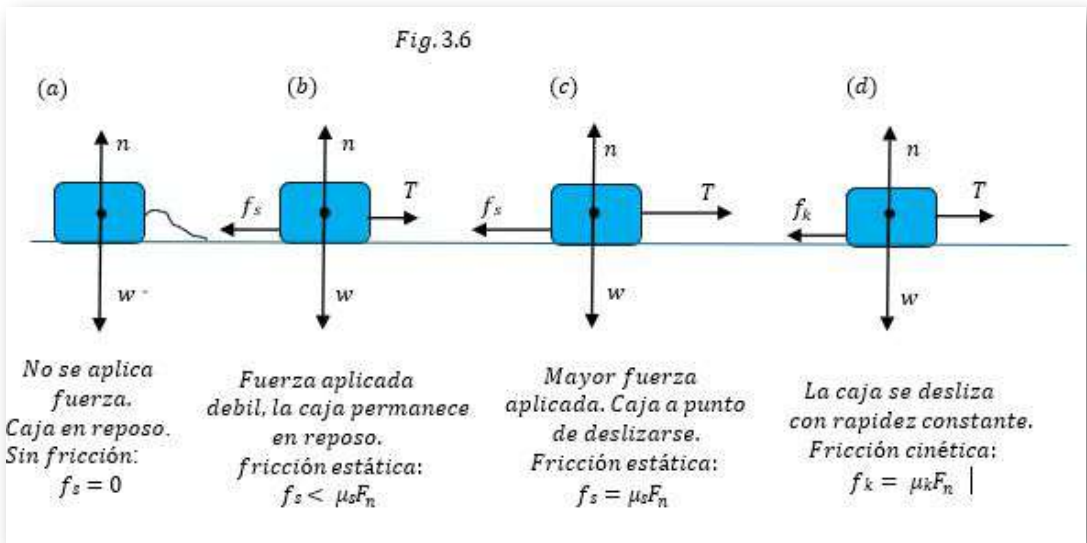 Fig. 3.6
(a)
(b)
(c)
(d)
n
n
n
n
T
T
T
T
f_s
f_s
f_k
w
w
w
w
No se aplica
fuerza.
Caja en reposo.
Sin fricción:
f_s = 0
Fuerza aplicada
debil, la caja permanece
en reposo.
fricción estática:
f_s < μ_sF_n
Mayor fuerza
aplicada. Caja a punto
de deslizarse.
Fricción estática:
f_s = μ_sF_n
La caja se desliza
con rapidez constante.
Fricción cinética:
f_k = μ_kF_n